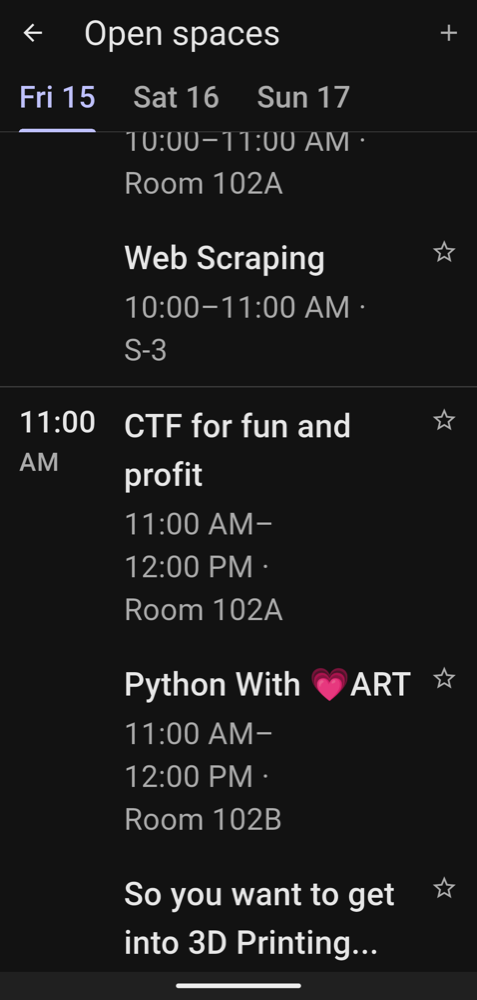 Open spaces
Fri 15 Sat 16 Sun 17
10:00–11:00 AM ·
Room 102A
Web Scraping
10:00–11:00 AM ·
S-3
11:00
AM
CTF for fun and
profit
11:00 AM–
12:00 PM ·
Room 102A
Python With 💗ART
11:00 AM–
12:00 PM ·
Room 102B
So you want to get
into 3D Printing...